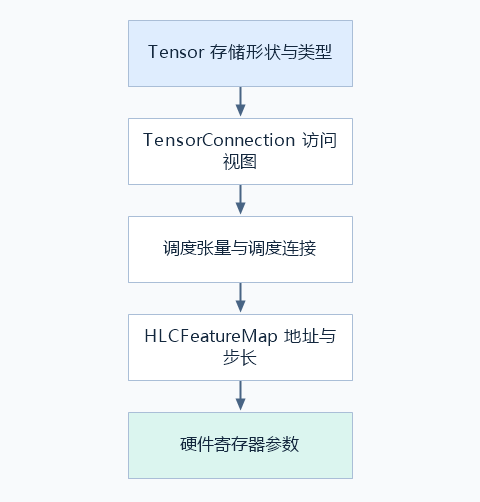 Tensor 存储形状与类型
TensorConnection 访问
视图
调度张量与调度连接
HLCFeatureMap 地址与
步长
硬件寄存器参数